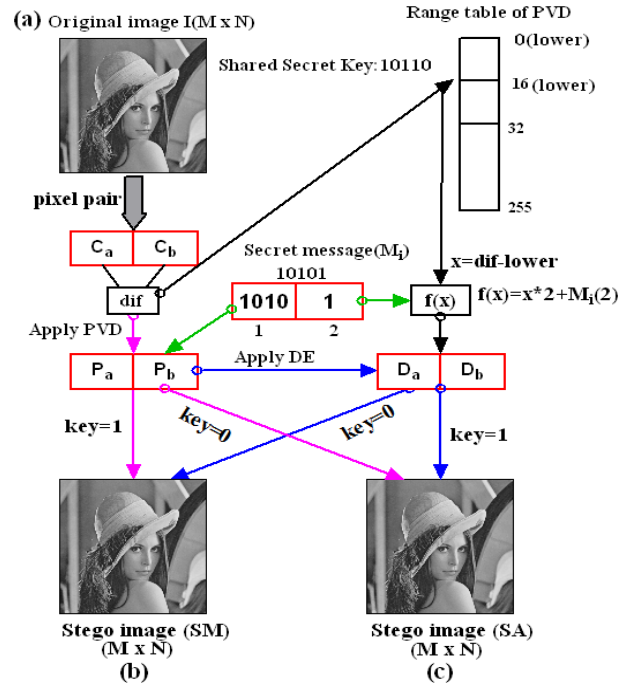 (a)
Original image I(M x N)
Range table of PVD
0(lower)
Shared Secret Key:10110
16 (lower)
32
255
pixel pair
Ca Cb
Secret message(Mi)
10101
x=dif-lower
dif
1010 1
f(x)
f(x)=x*2+Mi(2)
1 2
Apply PVD
Apply DE
Pa Pb
Da Db
key=1
key=0
key=0
key=1
Stego image (SM)
(M x N)
(b)
Stego image (SA)
(M x N)
(c)